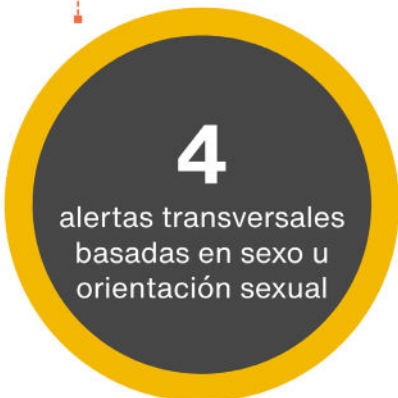 4
alertas transversales
basadas en sexo u
orientación sexual